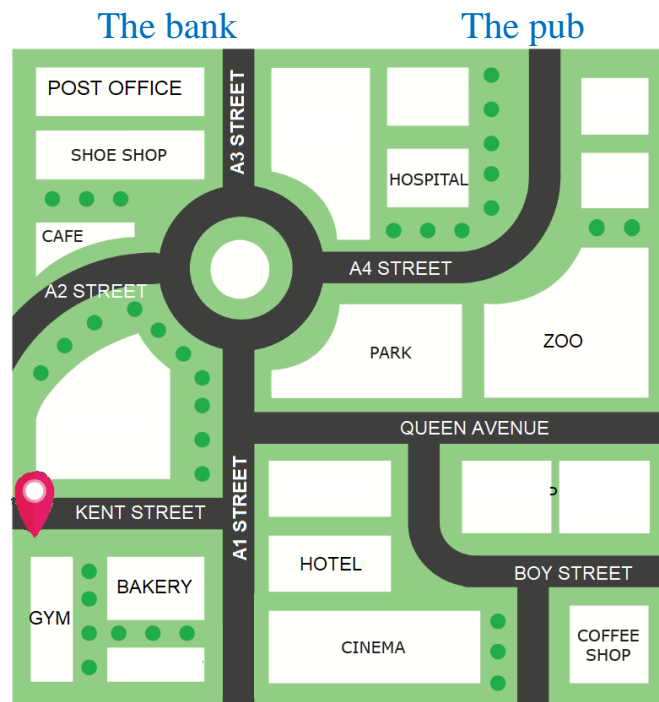 The bank
The pub
POST OFFICE
A3 STREET
SHOE SHOP
HOSPITAL
CAFE
A2 STREET
A4 STREET
PARK
ZOO
QUEEN AVENUE
KENT STREET
A1 STREET
P
HOTEL
BOY STREET
BAKERY
GYM
CINEMA
COFFEE
SHOP